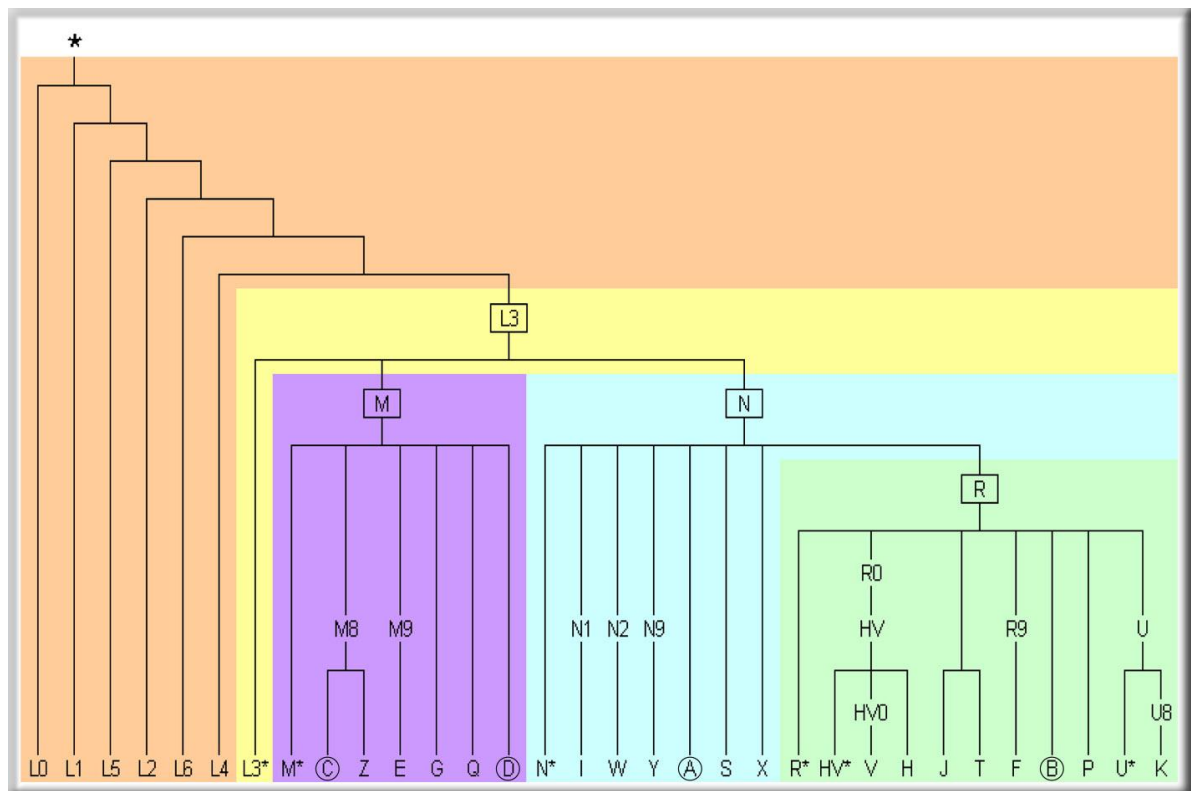 *
L3
M N
R
R0
M8 M9 N1 N2 N9 HV R9 U
HV0 U8
L0 L1 L5 L2 L6 L4 L3* M* C Z E G Q D N* I W Y A S X R* HV* V H J T F B P U* K